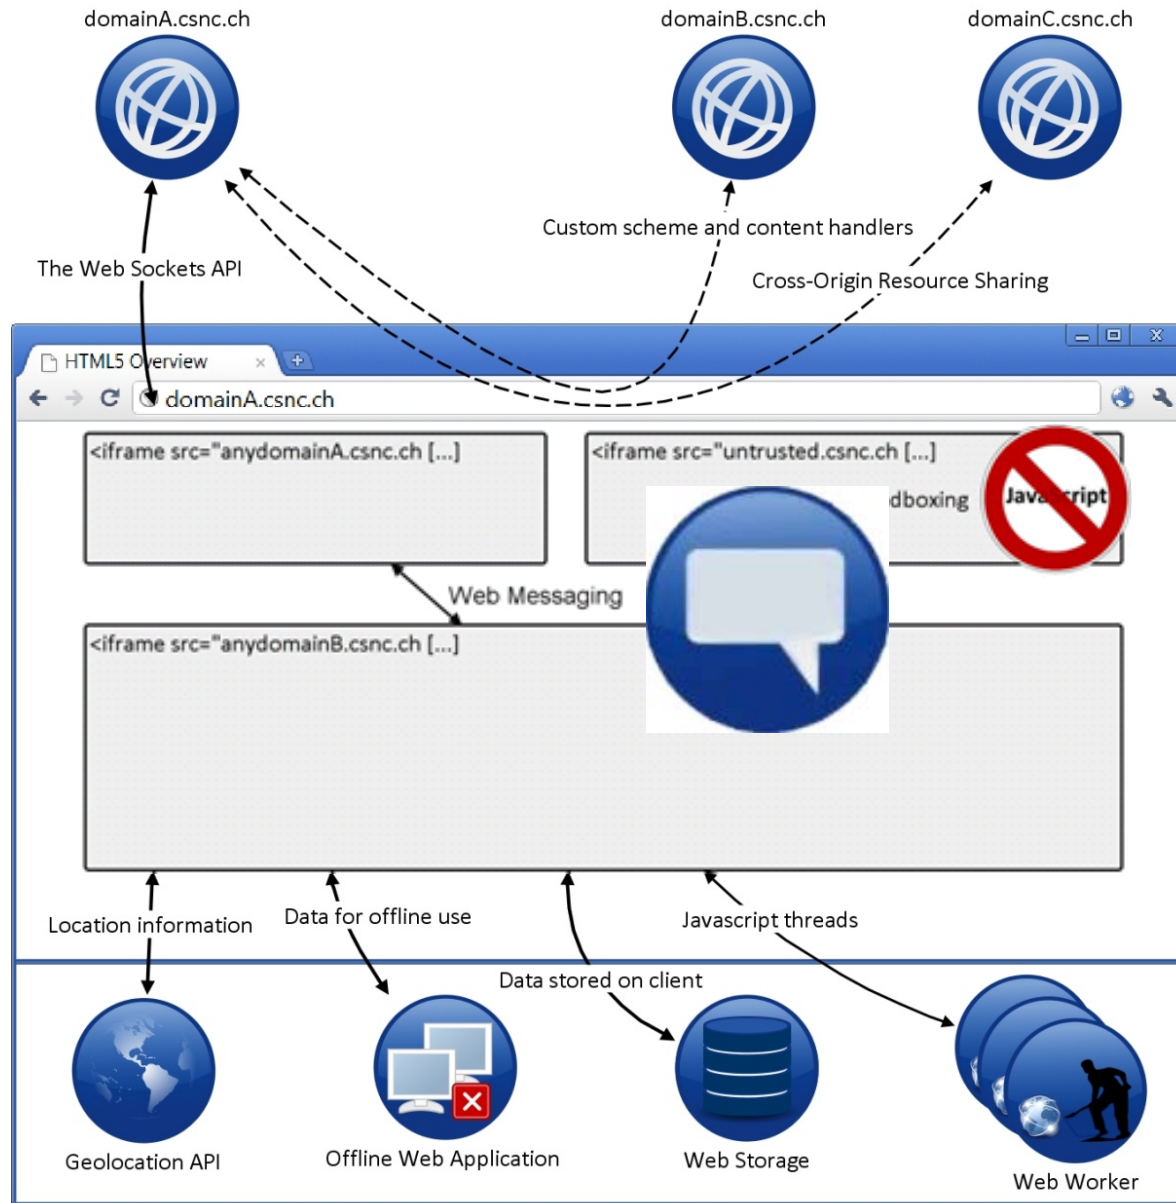 domainA.csnc.ch
domainB.csnc.ch
domainC.csnc.ch
Custom scheme and content handlers
The Web Sockets API
Cross-Origin Resource Sharing
HTML5 Overview
domainA.csnc.ch
<iframe src="anydomainA.csnc.ch [...]
<iframe src="untrusted.csnc.ch [...]
JavaScript
Web Messaging
<iframe src="anydomainB.csnc.ch [...]
Location information
Data for offline use
Javascript threads
Data stored on client
Geolocation API
Offline Web Application
Web Storage
Web Worker